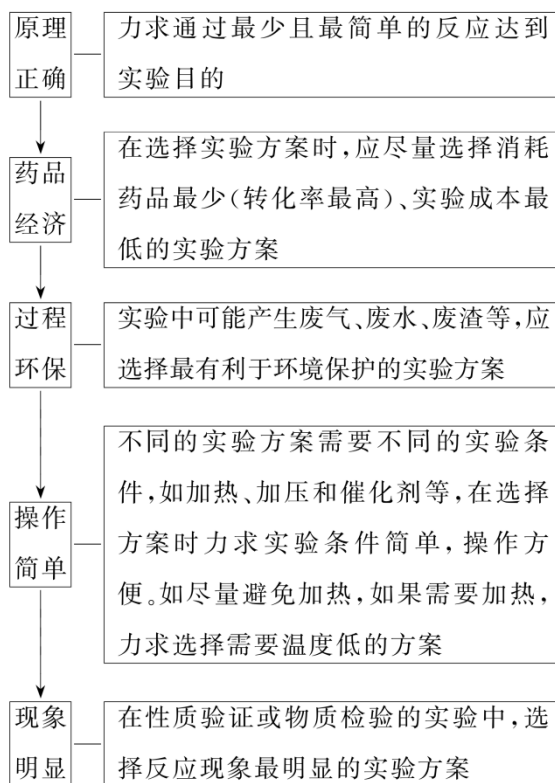 原理
正确
力求通过最少且最简单的反应达到
实验目的
药品
经济
在选择实验方案时,应尽量选择消耗
药品最少(转化率最高)、实验成本最
低的实验方案
过程
环保
实验中可能产生废气、废水、废渣等,应
选择最有利于环境保护的实验方案
操作
简单
不同的实验方案需要不同的实验条
件,如加热、加压和催化剂等,在选择
方案时力求实验条件简单,操作方
便。如尽量避免加热,如果需要加热,
力求选择需要温度低的方案
现象
明显
在性质验证或物质检验的实验中,选
择反应现象最明显的实验方案